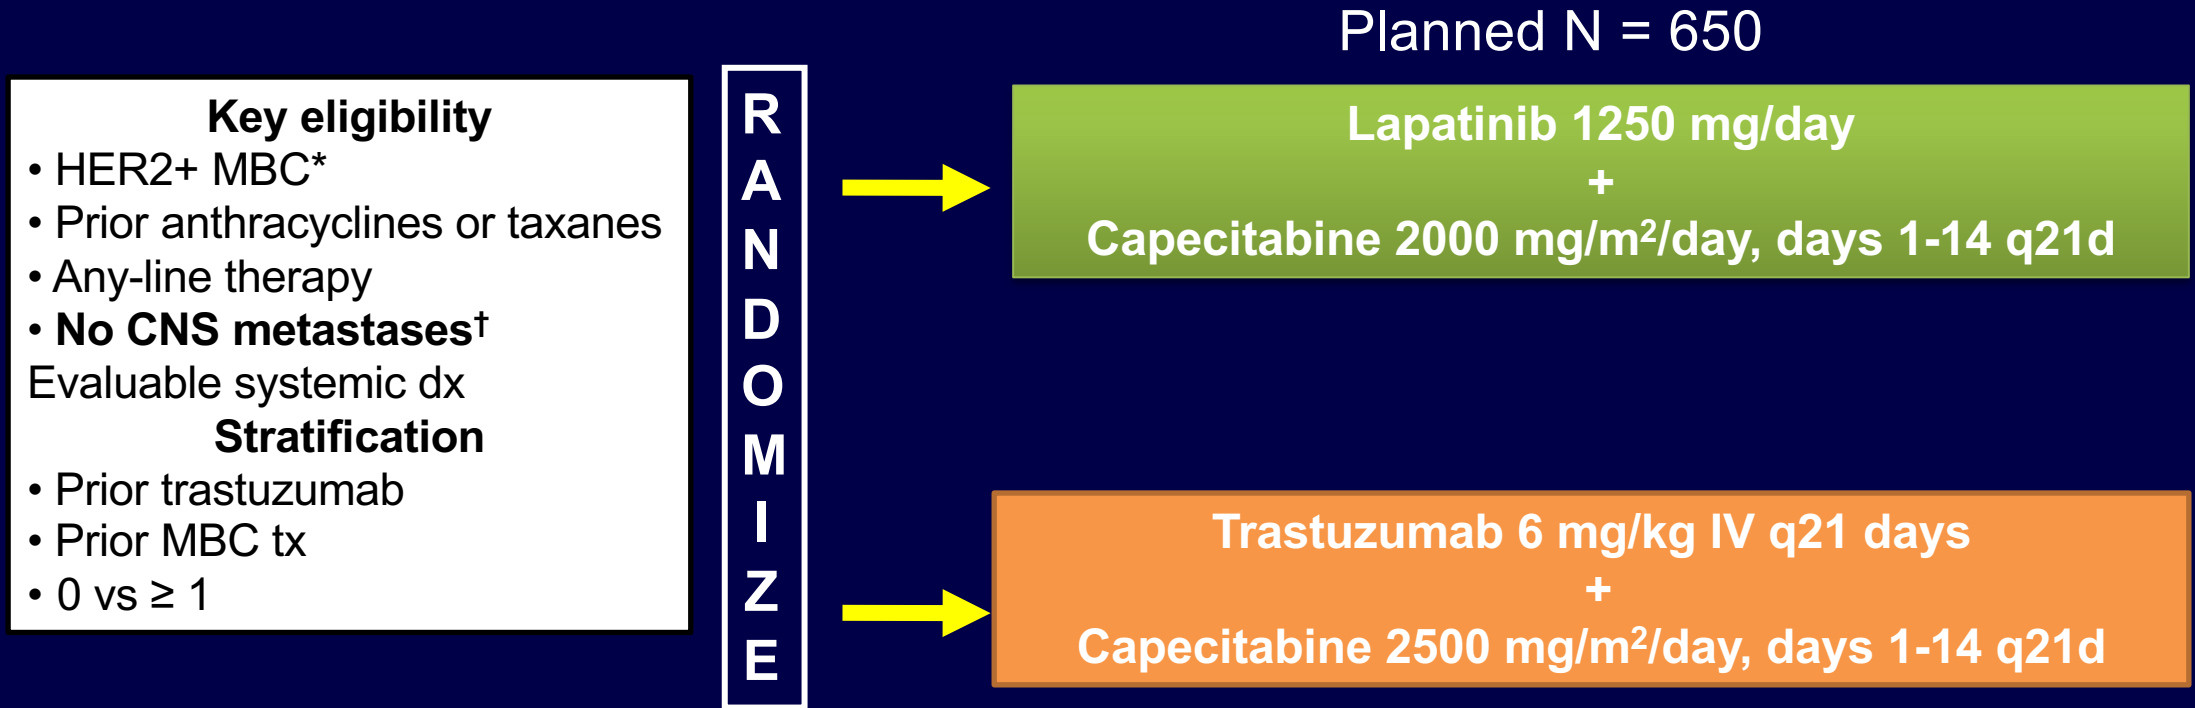 Planned N = 650
Key eligibility
• HER2+ MBC*
• Prior anthracyclines or taxanes
• Any-line therapy
• No CNS metastases†
Evaluable systemic dx
Stratification
• Prior trastuzumab
• Prior MBC tx
• 0 vs ≥ 1
R
A
N
D
O
M
I
Z
E
Lapatinib 1250 mg/day
+
Capecitabine 2000 mg/m²/day, days 1-14 q21d
Trastuzumab 6 mg/kg IV q21 days
+
Capecitabine 2500 mg/m²/day, days 1-14 q21d